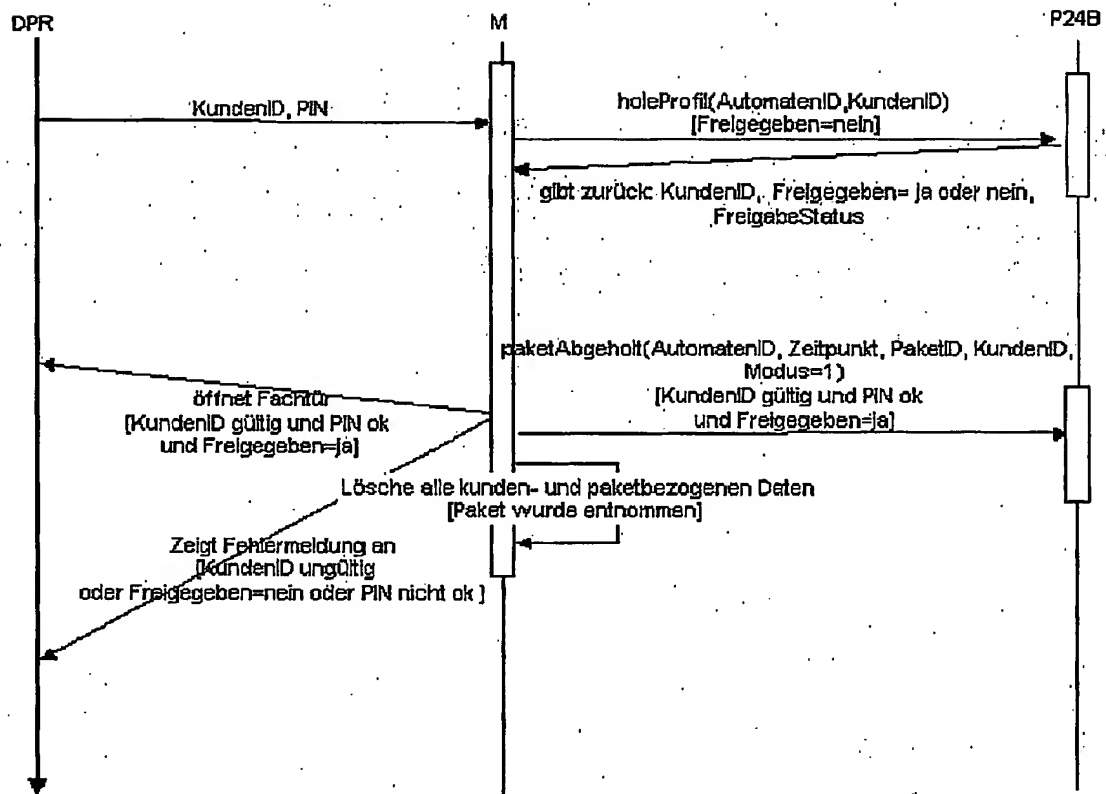 DPR
M
P24B
KundenID, PIN
holeProfil(AutomatenID,KundenID)
[Freigegeben=nein]
gibt zurück: KundenID, Freigegeben= ja oder nein,
FreigabeStatus
paketAbgeholt(AutomatenID, Zeitpunkt, PaketID, KundenID,
Modus=1)
[KundenID gültig und PIN ok
und Freigegeben=ja]
öffnet Fachtür
[KundenID gültig und PIN ok
und Freigegeben=ja]
Lösche alle kunden- und paketbezogenen Daten
[Paket wurde entnommen]
Zeigt Fehlermeldung an
[KundenID ungültig
oder Freigegeben=nein oder PIN nicht ok ]